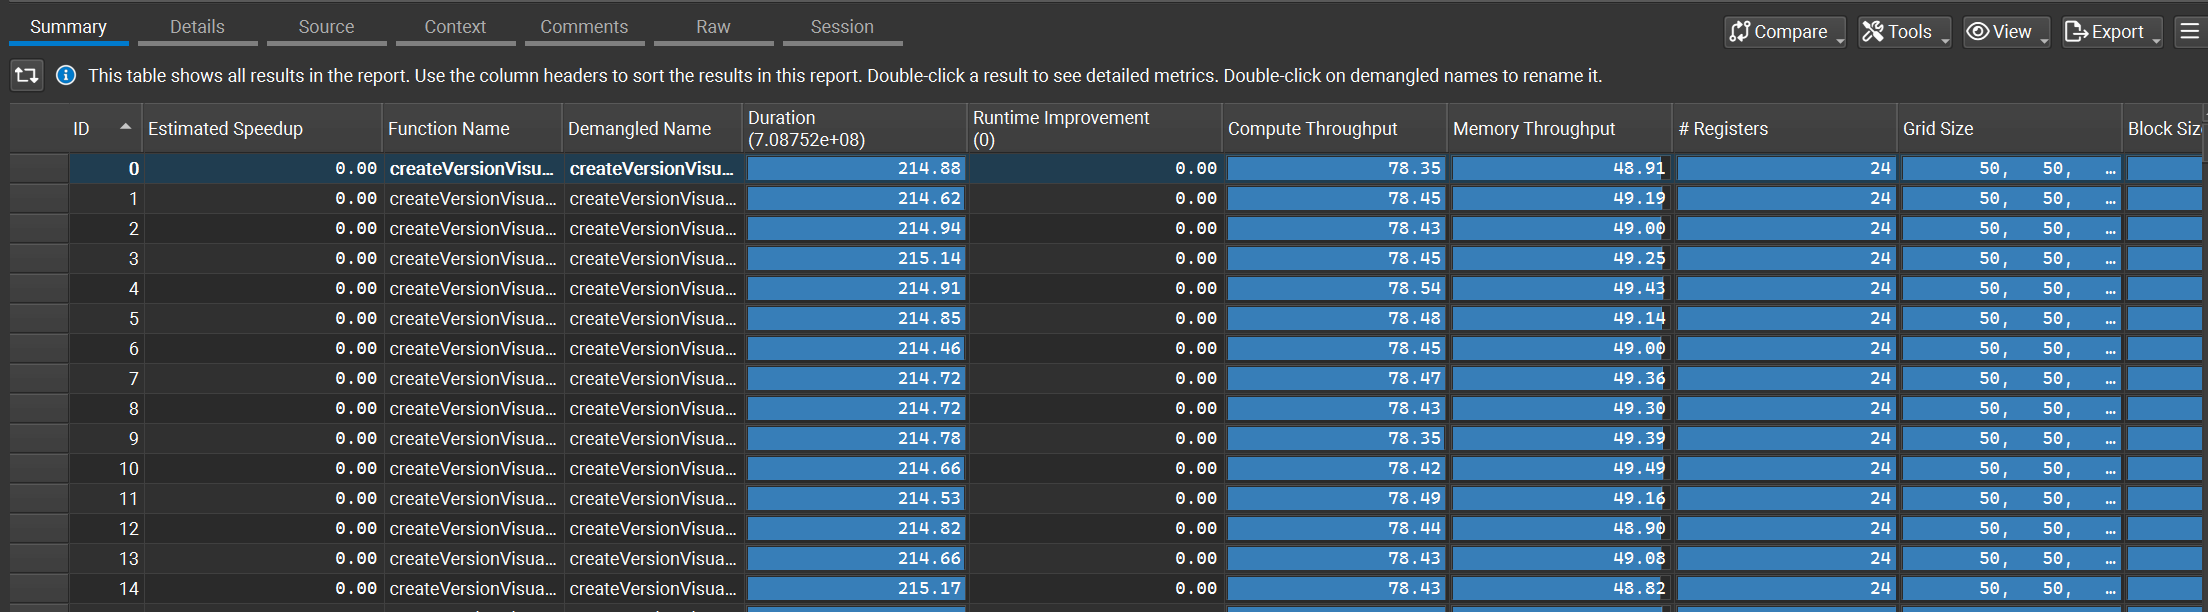 Summary Details Source Context Comments Raw Session Compare Tools View Export
This table shows all results in the report. Use the column headers to sort the results in this report. Double-click a result to see detailed metrics. Double-click on demangled names to rename it.
ID Estimated Speedup Function Name Demangled Name Duration (7.08752e+08) Runtime Improvement (0) Compute Throughput Memory Throughput # Registers Grid Size Block Siz
0 0.00 createVersionVisu... createVersionVisu... 214.88 0.00 78.35 48.91 24 50, 50, ...
1 0.00 createVersionVisua... createVersionVisua... 214.62 0.00 78.45 49.19 24 50, 50, ...
2 0.00 createVersionVisua... createVersionVisua... 214.94 0.00 78.43 49.00 24 50, 50, ...
3 0.00 createVersionVisua... createVersionVisua... 215.14 0.00 78.45 49.25 24 50, 50, ...
4 0.00 createVersionVisua... createVersionVisua... 214.91 0.00 78.54 49.43 24 50, 50, ...
5 0.00 createVersionVisua... createVersionVisua... 214.85 0.00 78.48 49.14 24 50, 50, ...
6 0.00 createVersionVisua... createVersionVisua... 214.46 0.00 78.45 49.00 24 50, 50, ...
7 0.00 createVersionVisua... createVersionVisua... 214.72 0.00 78.47 49.36 24 50, 50, ...
8 0.00 createVersionVisua... createVersionVisua... 214.72 0.00 78.43 49.30 24 50, 50, ...
9 0.00 createVersionVisua... createVersionVisua... 214.78 0.00 78.35 49.39 24 50, 50, ...
10 0.00 createVersionVisua... createVersionVisua... 214.66 0.00 78.42 49.49 24 50, 50, ...
11 0.00 createVersionVisua... createVersionVisua... 214.53 0.00 78.49 49.16 24 50, 50, ...
12 0.00 createVersionVisua... createVersionVisua... 214.82 0.00 78.44 48.90 24 50, 50, ...
13 0.00 createVersionVisua... createVersionVisua... 214.66 0.00 78.43 49.08 24 50, 50, ...
14 0.00 createVersionVisua... createVersionVisua... 215.17 0.00 78.43 48.82 24 50, 50, ...